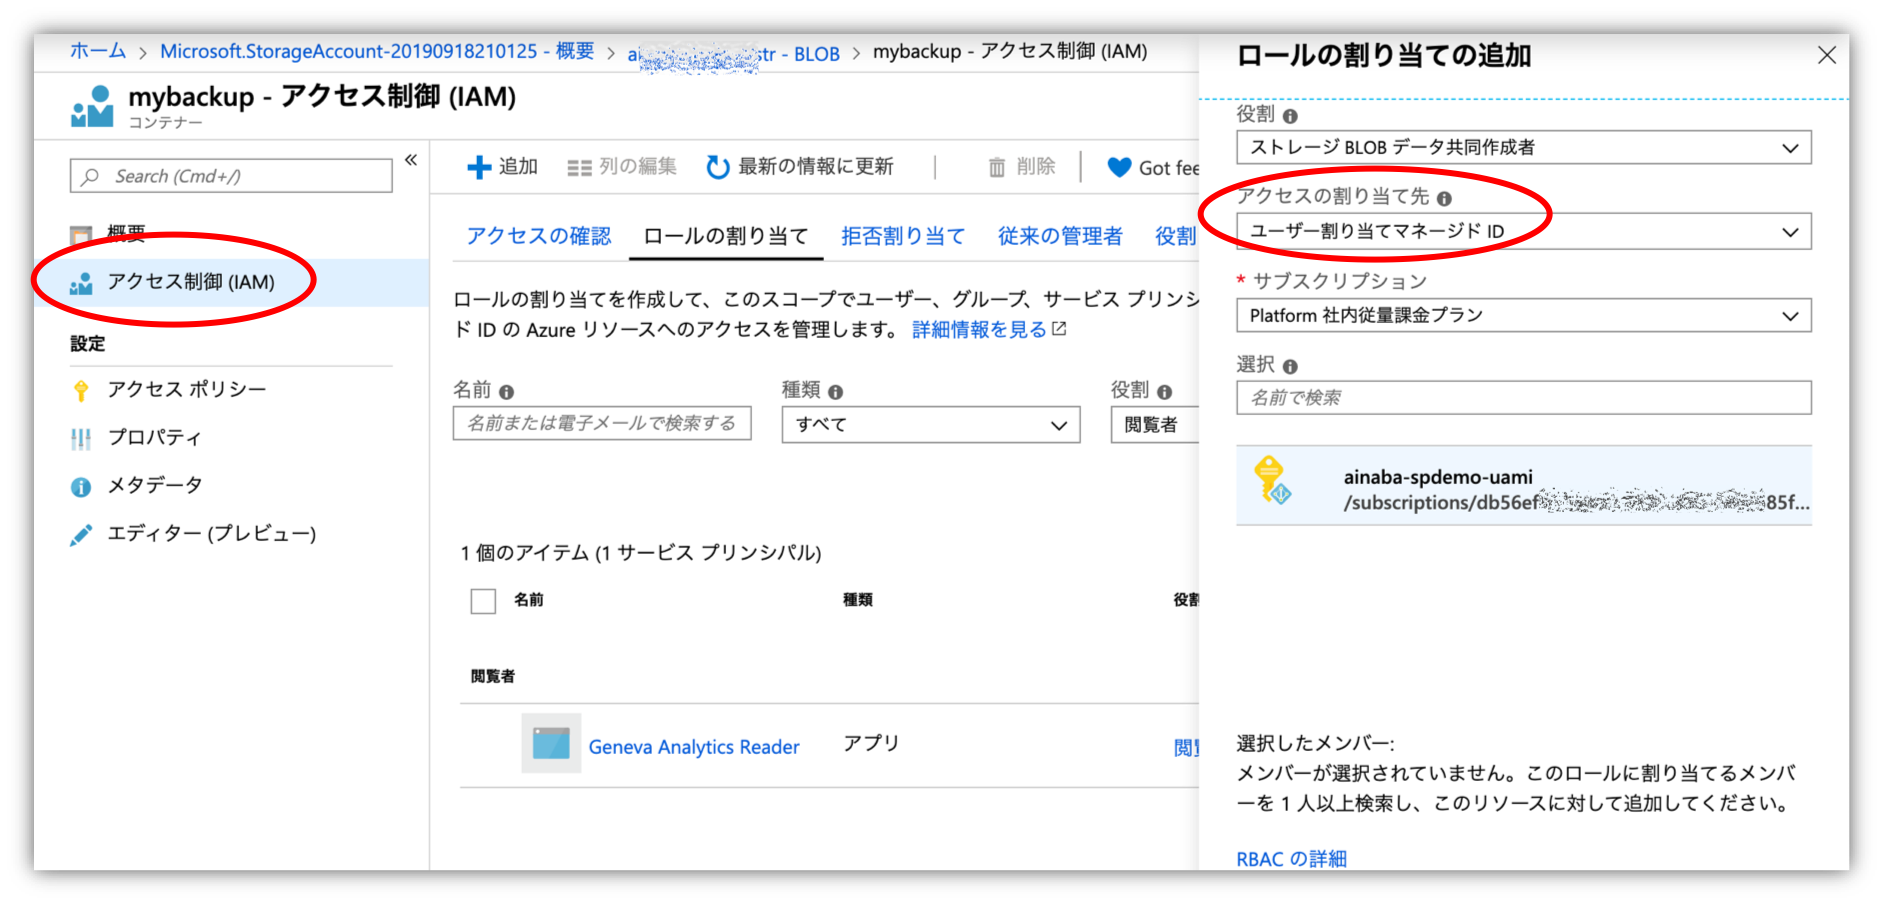 ホーム > Microsoft.StorageAccount-20190918210125 - 概要 > str - BLOB > mybackup - アクセス制御 (IAM)
mybackup - アクセス制御 (IAM)
コンテナー
Search (Cmd+/)
«
概要
アクセス制御 (IAM)
設定
アクセス ポリシー
プロパティ
メタデータ
エディター (プレビュー)
追加 列の編集 最新の情報に更新 削除 Got fee
アクセスの確認 ロールの割り当て 拒否割り当て 従来の管理者 役割
ロールの割り当てを作成して、このスコープでユーザー、グループ、サービス プリンシ
ド ID の Azure リソースへのアクセスを管理します。 詳細情報を見る
名前 種類 役割
名前または電子メールで検索する すべて 閲覧者
1 個のアイテム (1 サービス プリンシパル)
名前 種類 役割
閲覧者
Geneva Analytics Reader アプリ 閲覧
ロールの割り当ての追加
役割
ストレージ BLOB データ共同作成者
アクセスの割り当て先
ユーザー割り当てマネージド ID
* サブスクリプション
Platform 社内従量課金プラン
選択
名前で検索
ainaba-spdemo-uami
/subscriptions/db56ef 85f...
選択したメンバー:
メンバーが選択されていません。このロールに割り当てるメンバ
ーを 1 人以上検索し、このリソースに対して追加してください。
RBAC の詳細